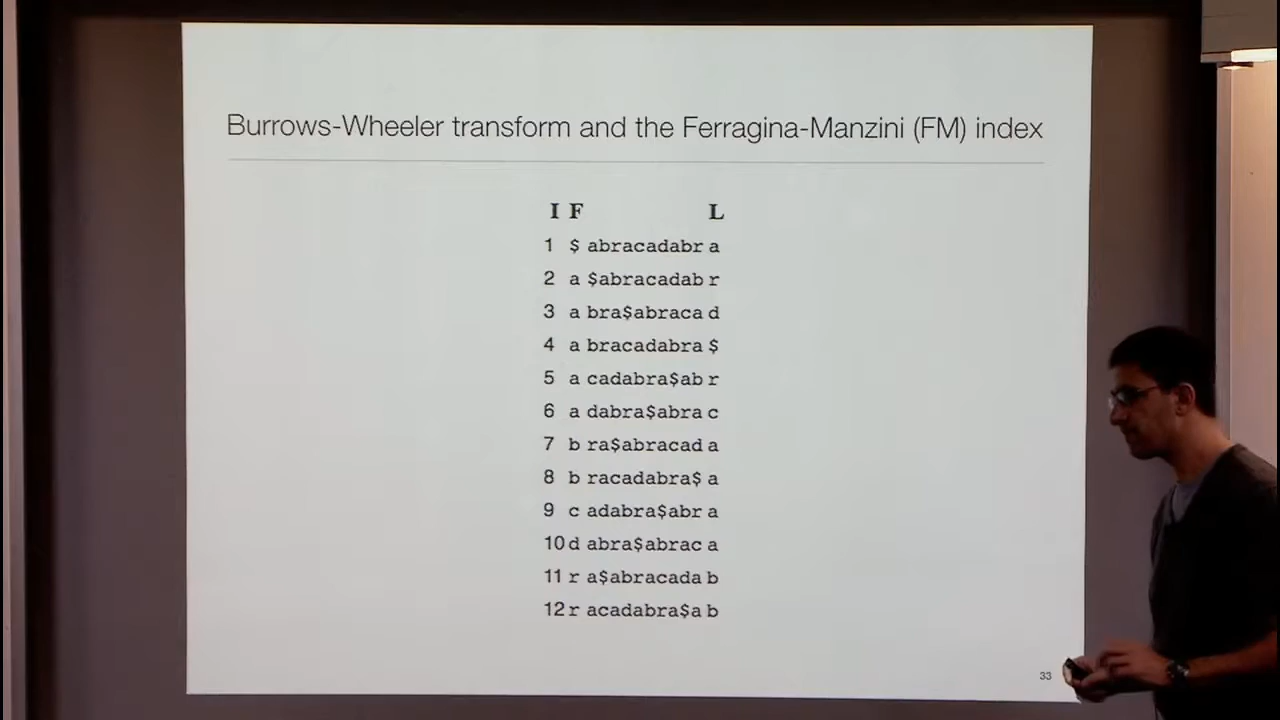 Burrows-Wheeler transform and the Ferragina-Manzini (FM) index
I F L
1 $ abracadabr a
2 a $abracadab r
3 a bra$abraca d
4 a bracadabra $
5 a cadabra$ab r
6 a dabra$abra c
7 b ra$abracad a
8 b racadabra$ a
9 c adabra$abr a
10 d abra$abrac a
11 r a$abracada b
12 r acadabra$a b
33